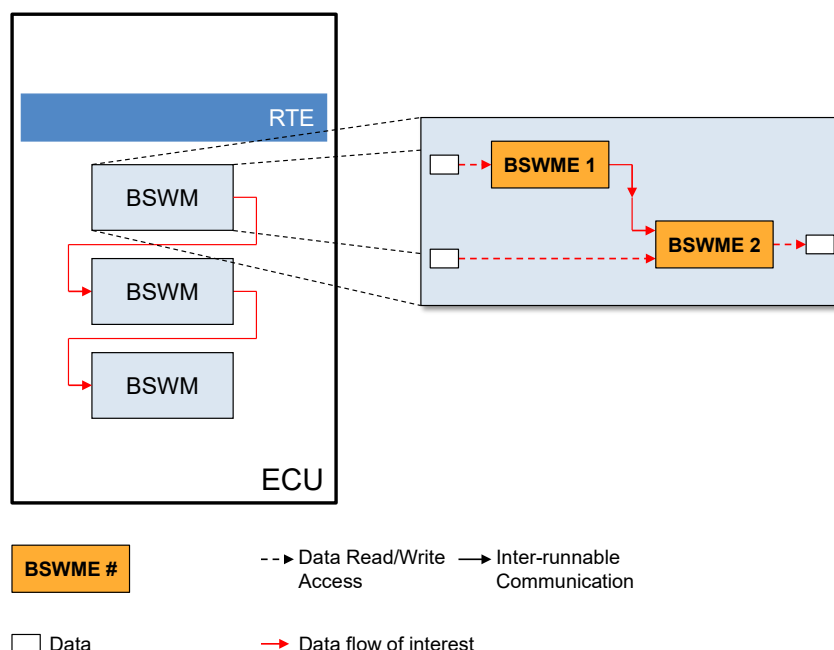 RTE
BSWM
BSWM
BSWM
ECU
BSWME 1
BSWME 2
BSWME #
Data Read/Write
Access
Inter-runnable
Communication
Data
Data flow of interest